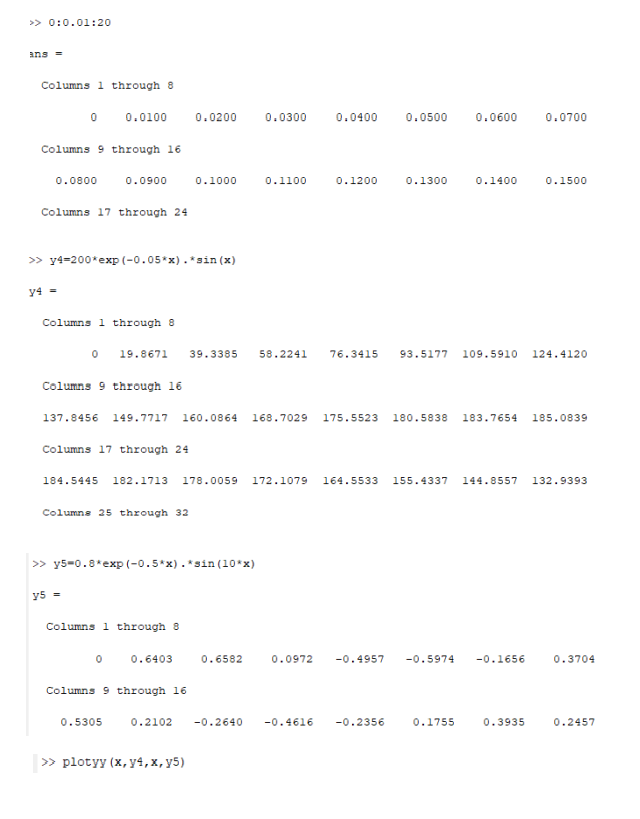 >> 0:0.01:20
ans =
Columns 1 through 8
0 0.0100 0.0200 0.0300 0.0400 0.0500 0.0600 0.0700
Columns 9 through 16
0.0800 0.0900 0.1000 0.1100 0.1200 0.1300 0.1400 0.1500
Columns 17 through 24
>> y4=200*exp(-0.05*x).*sin(x)
y4 =
Columns 1 through 8
0 19.8671 39.3385 58.2241 76.3415 93.5177 109.5910 124.4120
Columns 9 through 16
137.8456 149.7717 160.0864 168.7029 175.5523 180.5838 183.7654 185.0839
Columns 17 through 24
184.5445 182.1713 178.0059 172.1079 164.5533 155.4337 144.8557 132.9393
Columns 25 through 32
>> y5=0.8*exp(-0.5*x).*sin(10*x)
y5 =
Columns 1 through 8
0 0.6403 0.6582 0.0972 -0.4957 -0.5974 -0.1656 0.3704
Columns 9 through 16
0.5305 0.2102 -0.2640 -0.4616 -0.2356 0.1755 0.3935 0.2457
>> plotyy(x,y4,x,y5)